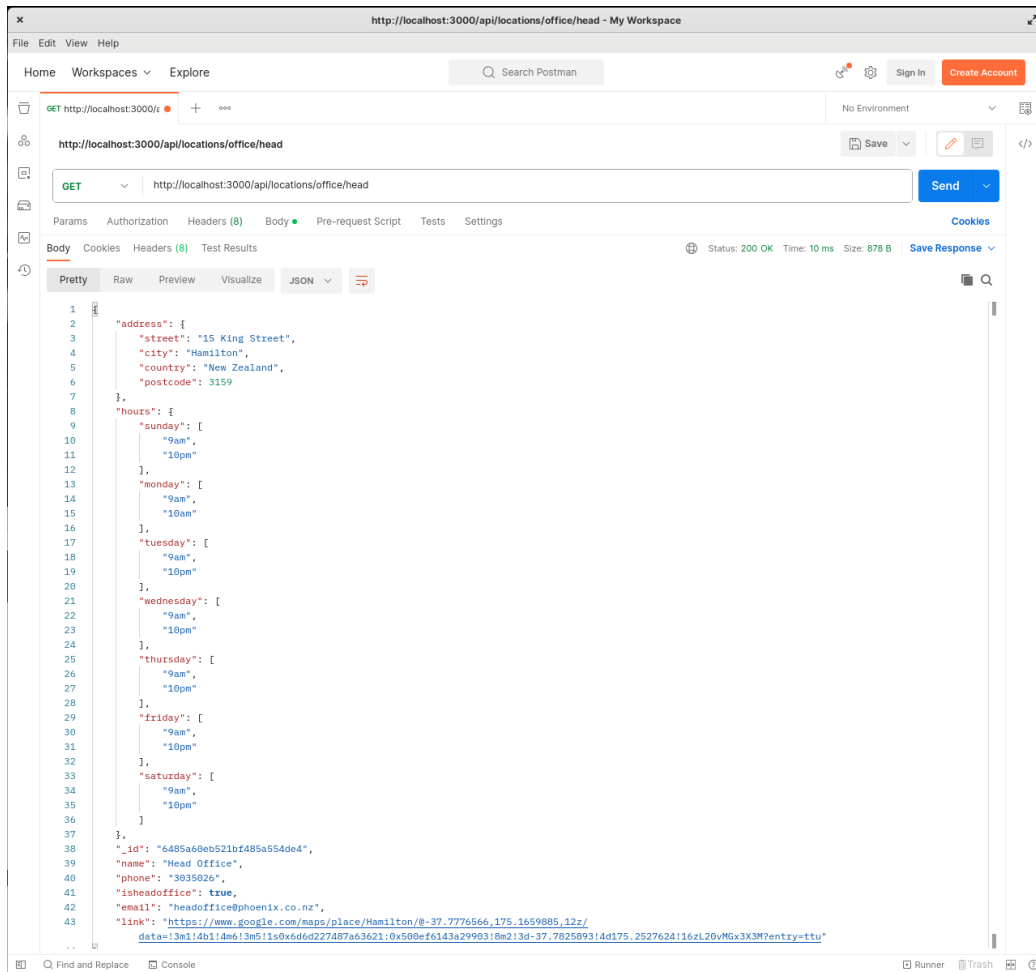 http://localhost:3000/api/locations/office/head - My Workspace
File Edit View Help
Home Workspaces Explore Search Postman Sign In Create Account
GET http://localhost:3000/a No Environment
http://localhost:3000/api/locations/office/head Save
GET http://localhost:3000/api/locations/office/head Send
Params Authorization Headers (8) Body Pre-request Script Tests Settings Cookies
Body Cookies Headers (8) Test Results Status: 200 OK Time: 10 ms Size: 878 B Save Response
Pretty Raw Preview Visualize JSON
1 {
2 "address": {
3 "street": "15 King Street",
4 "city": "Hamilton",
5 "country": "New Zealand",
6 "postcode": 3159
7 },
8 "hours": {
9 "sunday": [
10 "9am",
11 "10pm"
12 ],
13 "monday": [
14 "9am",
15 "10am"
16 ],
17 "tuesday": [
18 "9am",
19 "10pm"
20 ],
21 "wednesday": [
22 "9am",
23 "10pm"
24 ],
25 "thursday": [
26 "9am",
27 "10pm"
28 ],
29 "friday": [
30 "9am",
31 "10pm"
32 ],
33 "saturday": [
34 "9am",
35 "10pm"
36 ]
37 },
38 "_id": "6485a60eb521bf485a554de4",
39 "name": "Head Office",
40 "phone": "3035026",
41 "isheadoffice": true,
42 "email": "headoffice@phoenix.co.nz",
43 "link": "https://www.google.com/maps/place/Hamilton/@-37.7776566,175.1659885,12z/
data=!3m1!4b1!4m6!3m5!1s0x6d6d227487a63621:0x500ef6143a29903!8m2!3d-37.7825893!4d175.2527624!16zL20vMGx3X3M?entry=ttu"
Find and Replace Console Runner Trash